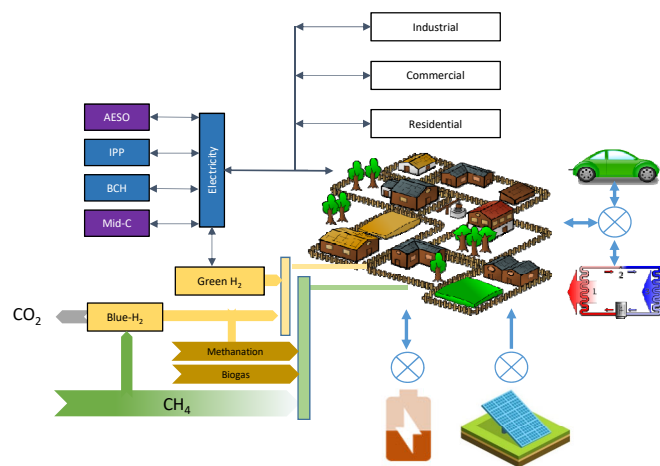 Industrial
Commercial
Residential
AESO
IPP
BCH
Mid-C
Electricity
Green H₂
CO₂
Blue-H₂
Methanation
Biogas
CH₄
2
1